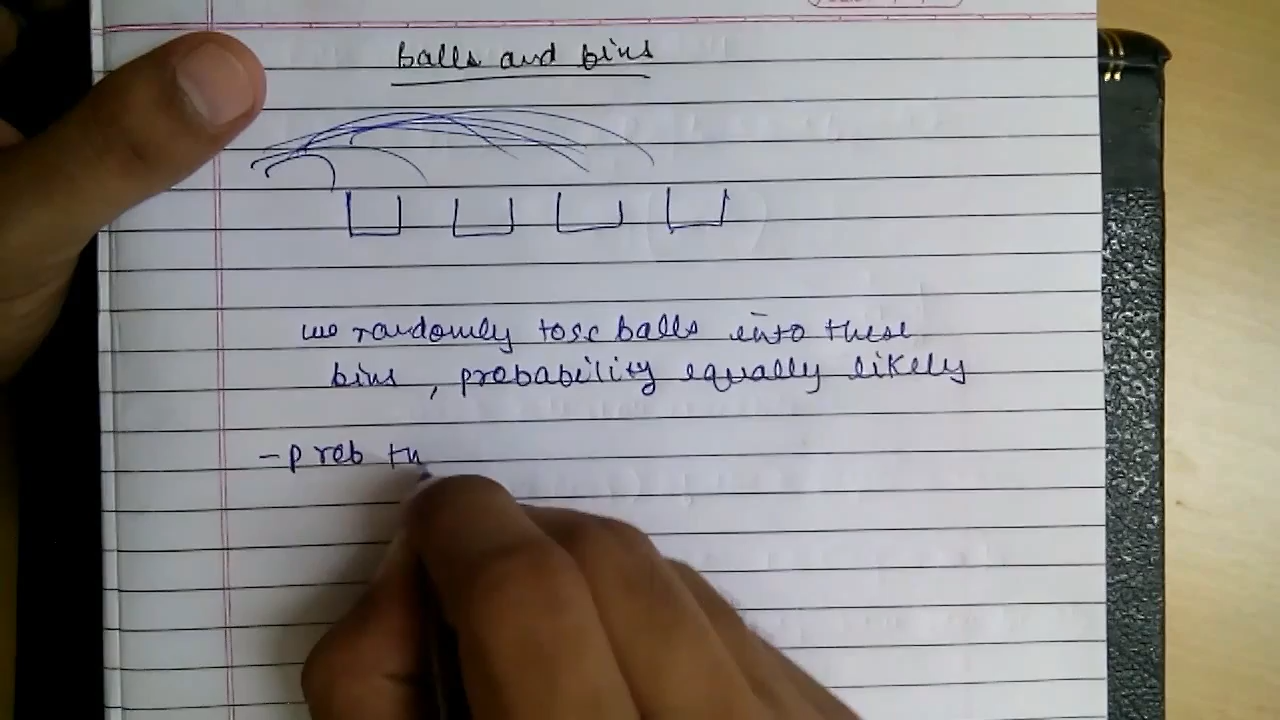 balls and bins
we randomly toss balls into these
bins , probability equally likely
- prob th